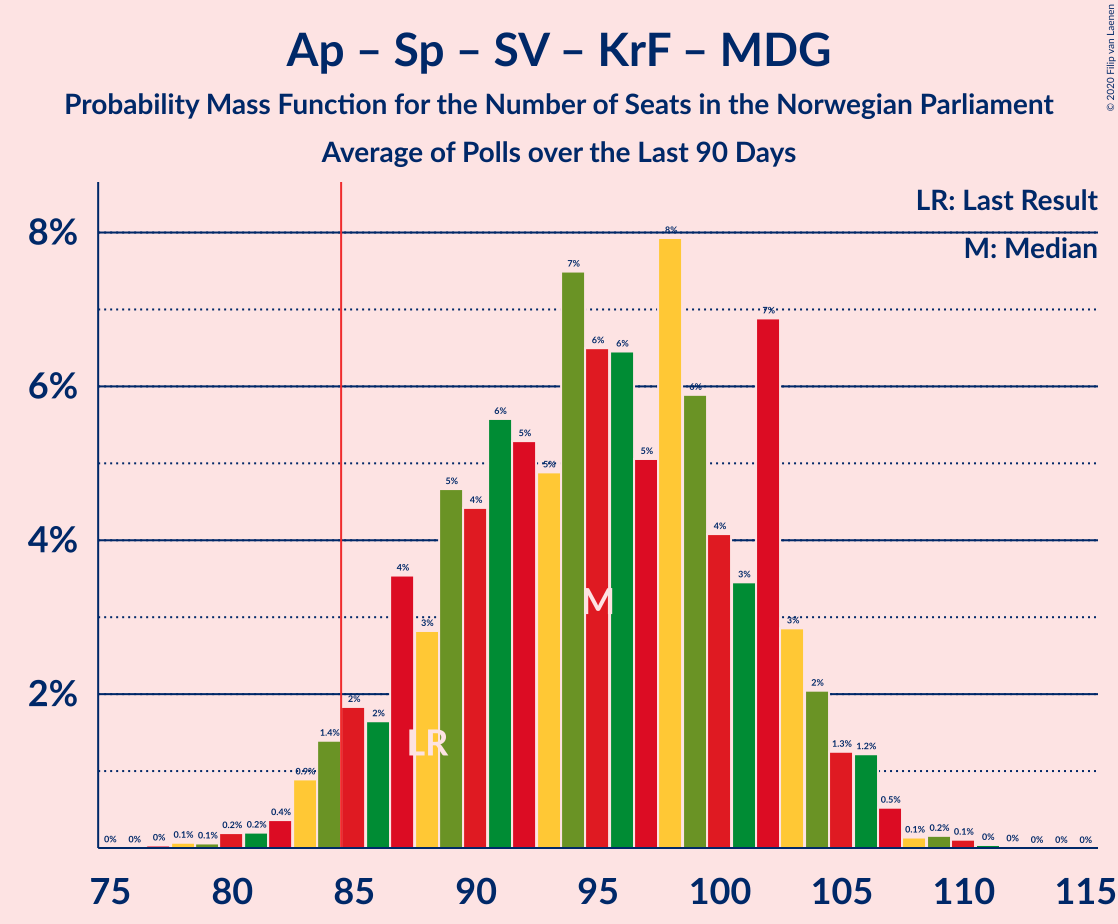 Ap – Sp – SV – KrF – MDG
Probability Mass Function for the Number of Seats in the Norwegian Parliament
Average of Polls over the Last 90 Days
© 2020 Filip van Laenen
LR: Last Result
M: Median
8%
6%
4%
2%
0% 0% 0% 0.1% 0.1% 0.2% 0.2% 0.4% 0.9% 1.4% 2% 2% 4% 3% 5% 4% 6% 5% 5% 7% 6% 6% 5% 8% 6% 4% 3% 7% 3% 2% 1.3% 1.2% 0.5% 0.1% 0.2% 0.1% 0% 0% 0% 0% 0%
M
LR
75 80 85 90 95 100 105 110 115